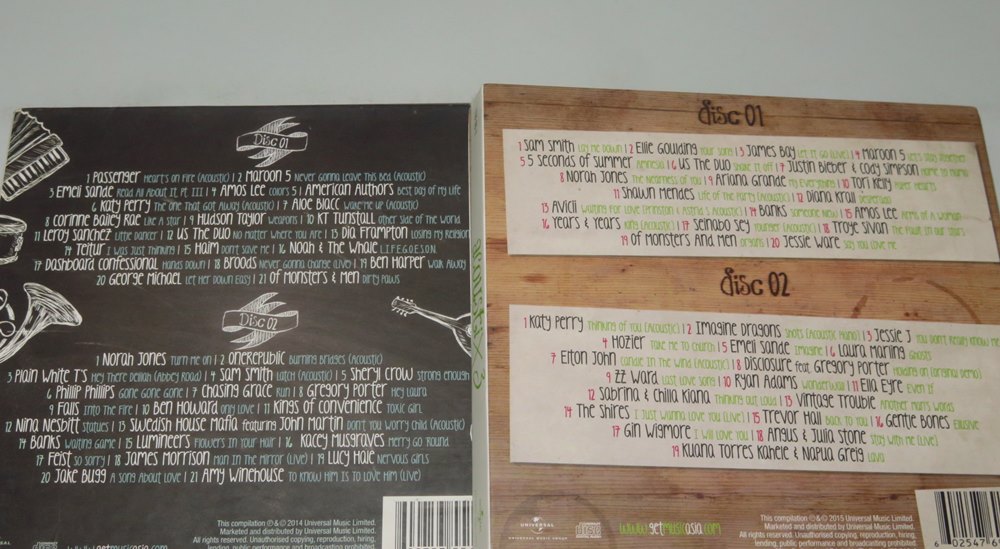 Disc 01
1 Passenger Heart's on Fire (Acoustic) | 2 Maroon 5 Never Gonna Leave This Bed (Acoustic)
3 Emeli Sande Read All About It, Pt. III | 4 Amos Lee Colors 5 | American Authors Best Day of My Life
6 Katy Perry The One That Got Away (Acoustic) | 7 Aloe Blacc Wake Me Up (Acoustic)
8 Corinne Bailey Rae Like A Star | 9 Hudson Taylor Weapons | 10 KT Tunstall Other Side of The World
11 Leroy Sanchez Little Dancer | 12 Us The Duo No Matter Where You Are | 13 Dia Frampton Losing My Religion
14 Teitur I Was Just Thinking | 15 Haim Don't Save Me | 16 Noah & The Whale L.I.F.E.G.O.E.S.O.N.
17 Dashboard Confessional Hands Down | 18 Broods Never Gonna Change (Live) | 19 Ben Harper Walk Away
20 George Michael Let Her Down Easy | 21 Of Monsters & Men Dirty Paws
Disc 02
1 Norah Jones Turn Me On | 2 OneRepublic Burning Bridges (Acoustic)
3 Plain White T's Hey There Delilah (Abbey Road) | 4 Sam Smith Latch (Acoustic) | 5 Sheryl Crow Strong Enough
6 Phillip Phillips Gone Gone Gone | 7 Chasing Grace Run | 8 Gregory Porter Hey Laura
9 Fails Into The Fire | 10 Ben Howard Only Love | 11 Kings of Convenience Toxic Girl
12 Nina Nesbitt Statues | 13 Swedish House Mafia featuring John Martin Don't You Worry Child (Acoustic)
14 Banks Waiting Game | 15 Lumineers Flowers In Your Hair | 16 Kacey Musgraves Merry Go 'Round
17 Feist So Sorry | 18 James Morrison Man In The Mirror (Live) | 19 Lucy Hale Nervous Girls
20 Jake Bugg A Song About Love | 21 Amy Winehouse To Know Him Is To Love Him (Live)
This compilation ℗ & © 2014 Universal Music Limited.
Marketed and distributed by Universal Music Limited.
All rights reserved. Unauthorised copying, reproduction, hiring,
lending, public performance and broadcasting prohibited.
disc 01
1 Sam Smith Lay Me Down | 2 Ellie Goulding Your Song | 3 James Bay Let It Go (Live) | 4 Maroon 5 Let's Stay Together
5 5 Seconds of Summer Amnesia | 6 Us The Duo Shake It Off | 7 Justin Bieber & Cody Simpson Home To Mama
8 Norah Jones The Nearness of You | 9 Ariana Grande My Everything | 10 Tori Kelly Paper Hearts
11 Shawn Mendes Life of The Party (Acoustic) | 12 Diana Krall Desperado
13 Avicii Waiting For Love (Prinston & Astrid S Acoustic) | 14 Banks Someone New | 15 Amos Lee Arms of A Woman
16 Years & Years King (Acoustic) | 17 Seinabo Sey Younger (Acoustic) | 18 Troye Sivan The Fault In Our Stars
19 Of Monsters And Men Organs | 20 Jessie Ware Say You Love Me
disc 02
1 Katy Perry Thinking of You (Acoustic) | 2 Imagine Dragons Shots (Acoustic Piano) | 3 Jessie J You Don't Really Know Me
4 Hozier Take Me To Church | 5 Emeli Sande Imagine | 6 Laura Marling Ghosts
7 Elton John Candle In The Wind (Acoustic) | 8 Disclosure feat Gregory Porter Holding On (Original Demo)
9 ZZ Ward Last Love Song | 10 Ryan Adams Wonderwall | 11 Ella Eyre Even If
12 Sabrina & Chilia Kiana Thinking Out Loud | 13 Vintage Trouble Another Man's Words
14 The Shires I Just Wanna Love You (Live) | 15 Trevor Hall Back To You | 16 Gentle Bones Elusive
17 Gin Wigmore I Will Love You | 18 Angus & Julia Stone Stay With Me (Live)
19 Kuana Torres Kahele & Napua Greig Lava
UNIVERSAL
UNIVERSAL MUSIC GROUP
www.getmusicasia.com
This compilation ℗ & © 2015 Universal Music Limited.
Marketed and distributed by Universal Music Limited.
All rights reserved. Unauthorised copying, reproduction, hiring,
lending, public performance and broadcasting prohibited.
6 02547